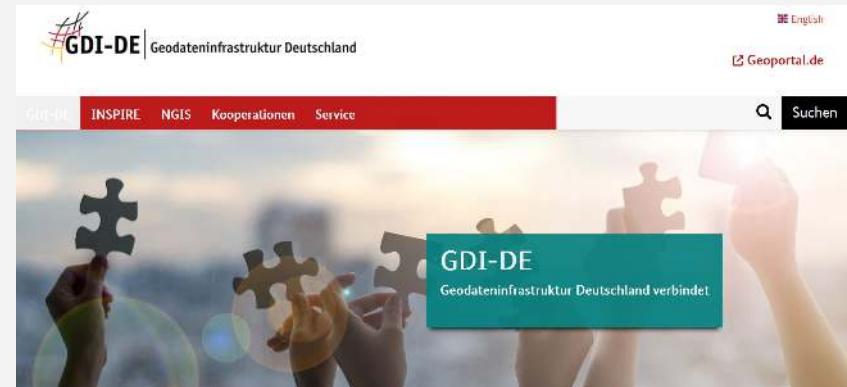 English
GDI-DE Geodateninfrastruktur Deutschland
Geoportal.de
GDI-DE INSPIRE NGIS Kooperationen Service Suchen
GDI-DE
Geodateninfrastruktur Deutschland verbindet